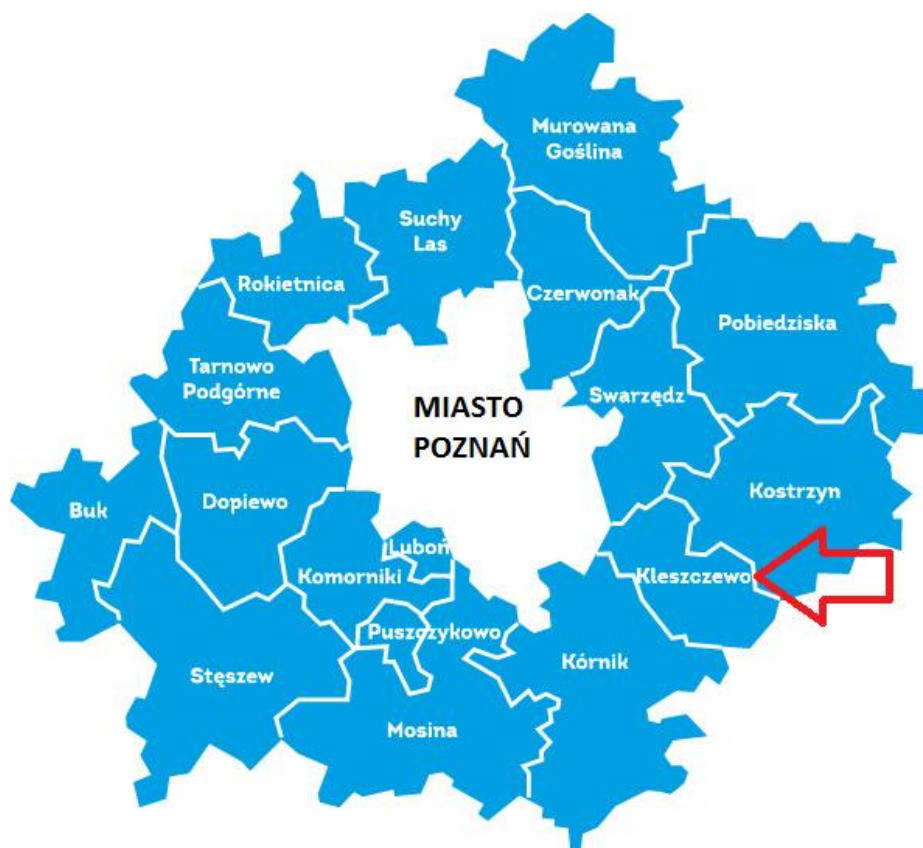 Murowana
Goślina
Suchy
Las
Rokietnica
Czerwonak
Pobiedziska
Tarnowo
Podgórne
Swarzędz
MIASTO
POZNAŃ
Buk
Dopiewo
Kostrzyn
Luboń
Komorniki
Kleszczewo
Puszczykowo
Kórnik
Stęszew
Mosina